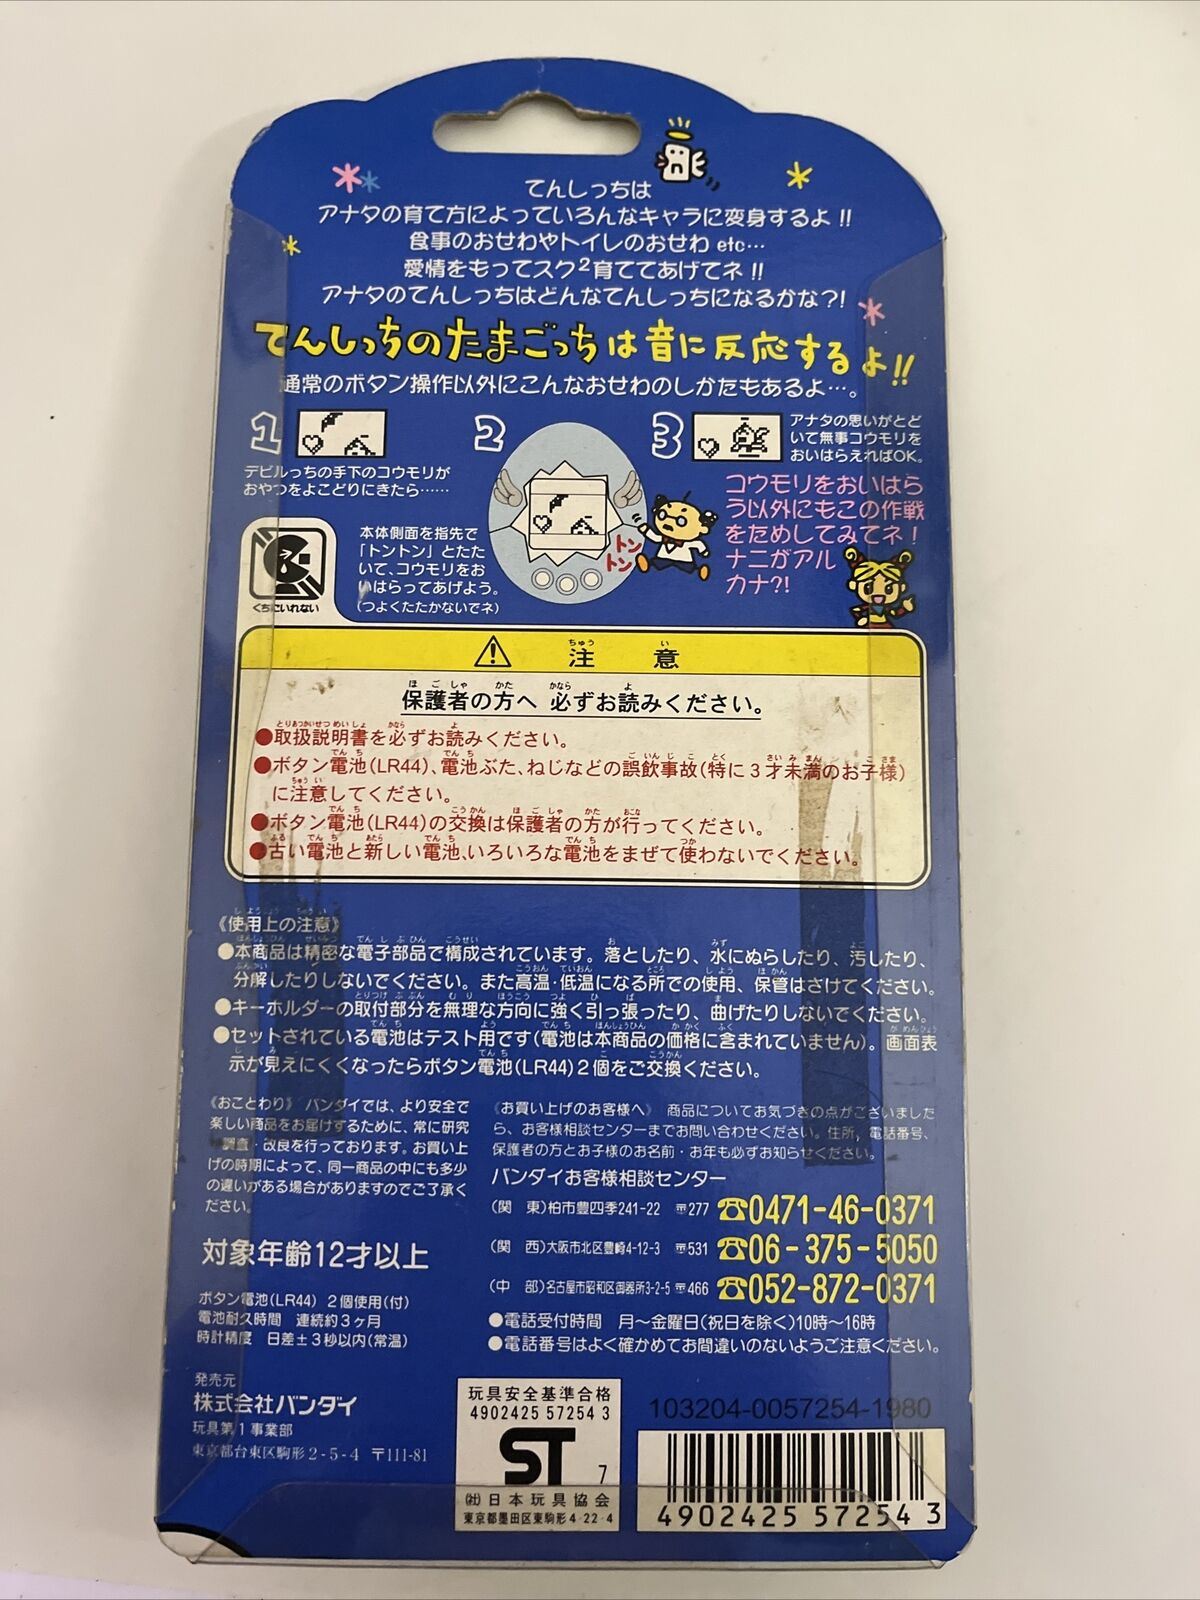 てんしっちは
アナタの育て方によっていろんなキャラに変身するよ!!
食事のおせわやトイレのおせわ etc…
愛情をもってスク²育ててあげてネ!!
アナタのてんしっちはどんなてんしっちになるかな?!
てんしっちのたまごっちは音に反応するよ!!
通常のボタン操作以外にこんなおせわのしかたもあるよ…。
1
デビルっちの手下のコウモリが
おやつをよこどりにきたら……
2
本体側面を指先で
「トントン」とたた
いて、コウモリをお
いはらってあげよう。
(つよくたたかないでネ)
トン
トン
3
アナタの思いがとど
いて無事コウモリを
おいはらえればOK。
コウモリをおいはら
う以外にもこの作戦
をためしてみてネ!
ナニがアル
カナ?!
くちにいれない
注意
保護者の方へ 必ずお読みください。
●取扱説明書を必ずお読みください。
●ボタン電池(LR44)、電池ぶた、ねじなどの誤飲事故(特に3才未満のお子様)
に注意してください。
●ボタン電池(LR44)の交換は保護者の方が行ってください。
●古い電池と新しい電池、いろいろな電池をまぜて使わないでください。
《使用上の注意》
●本商品は精密な電子部品で構成されています。落としたり、水にぬらしたり、汚したり、
分解したりしないでください。また高温・低温になる所での使用、保管はさけてください。
●キーホルダーの取付部分を無理な方向に強く引っ張ったり、曲げたりしないでください。
●セットされている電池はテスト用です(電池は本商品の価格に含まれていません)。画面表
示が見えにくくなったらボタン電池(LR44)2個をご交換ください。
《おことわり》 バンダイでは、より安全で
楽しい商品をお届けするために、常に研究
・調査・改良を行っております。お買い上
げの時期によって、同一商品の中にも多少
の違いがある場合がありますのでご了承く
ださい。
対象年齢12才以上
ボタン電池(LR44) 2個使用(付)
電池耐久時間 連続約3ヶ月
時計精度 日差±3秒以内(常温)
《お買い上げのお客様へ》 商品についてお気づきの点がございました
ら、お客様相談センターまでお問い合わせください。住所、電話番号、
保護者の方とお子様のお名前・お年も必ずお知らせください。
バンダイお客様相談センター
(関 東)柏市豊四季241-22 〒277 ☎0471-46-0371
(関 西)大阪市北区豊崎4-12-3 〒531 ☎06-375-5050
(中 部)名古屋市昭和区御器所3-2-5 〒466 ☎052-872-0371
●電話受付時間 月～金曜日(祝日を除く)10時～16時
●電話番号はよく確かめてお間違いのないようご注意ください。
発売元
株式会社バンダイ
玩具第1事業部
東京都台東区駒形2-5-4 〒111-81
玩具安全基準合格
4902425 57254 3
ST 7
(社)日本玩具協会
東京都墨田区東駒形4-22-4
103204-0057254-1980
4902425 57254 3